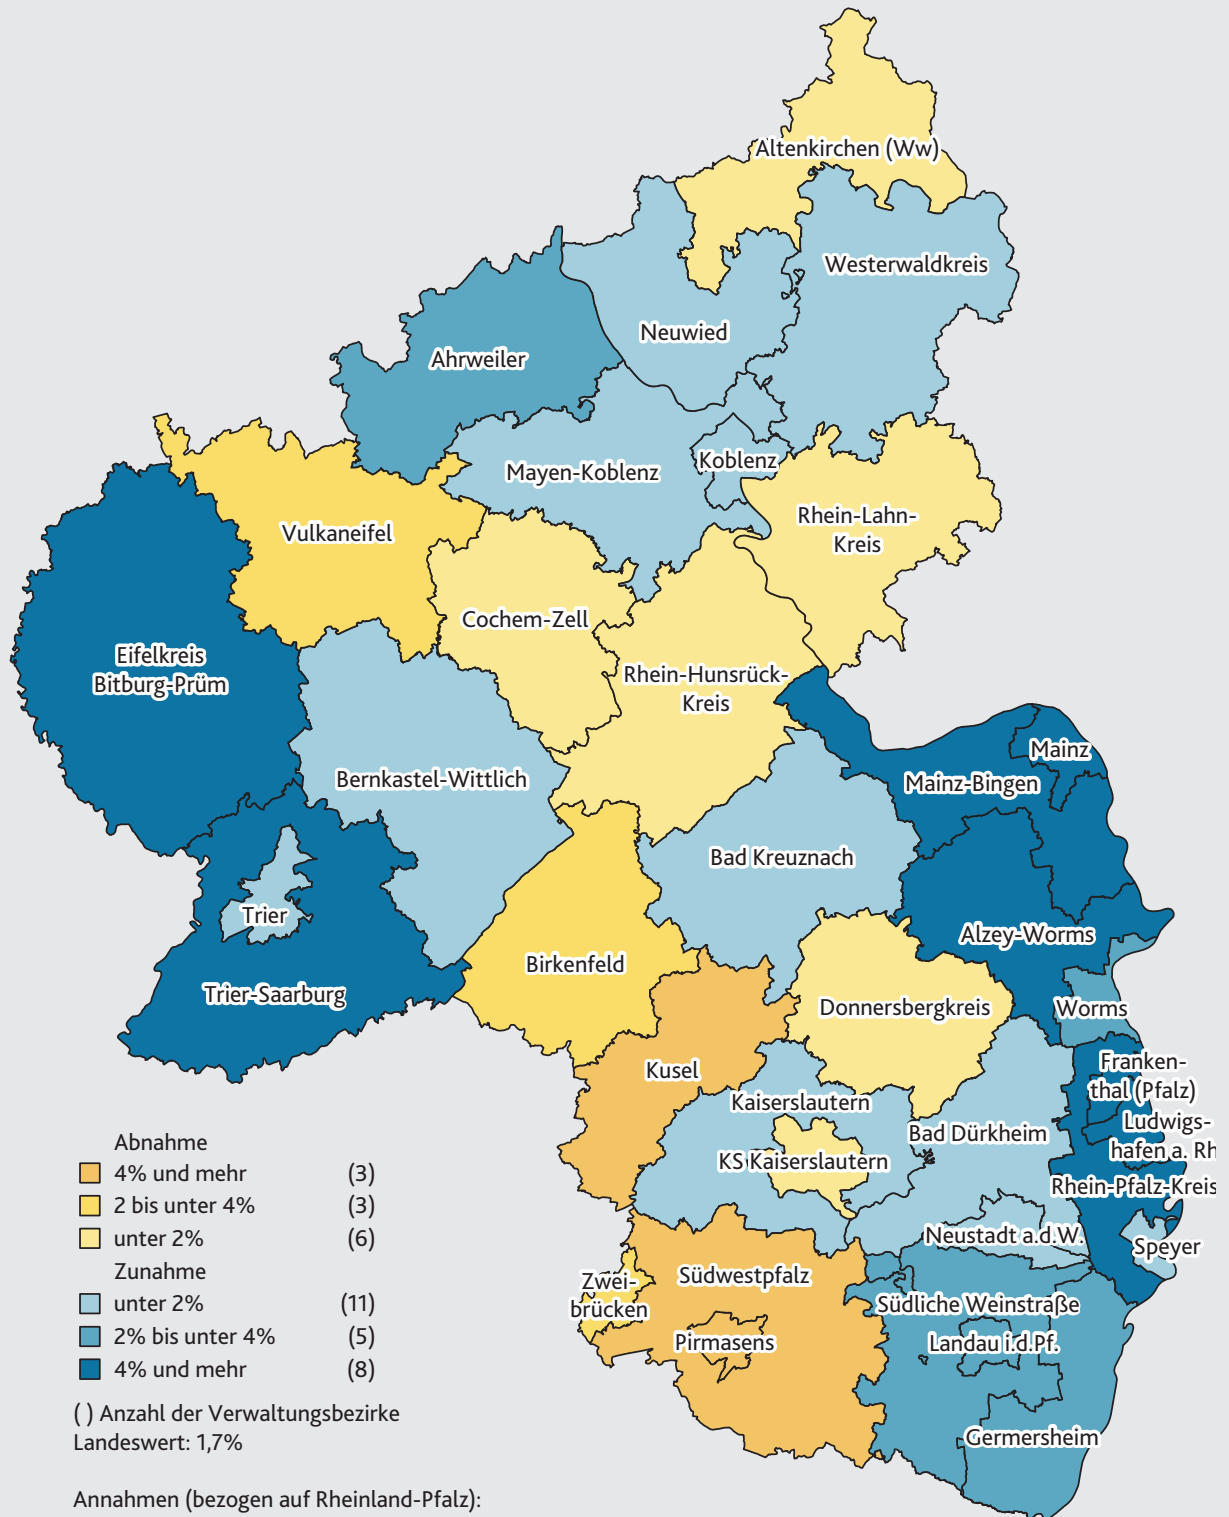 Altenkirchen (Ww)
Westerwaldkreis
Neuwied
Ahrweiler
Koblenz
Mayen-Koblenz
Rhein-Lahn-
Kreis
Vulkaneifel
Cochem-Zell
Eifelkreis
Bitburg-Prüm
Rhein-Hunsrück-
Kreis
Mainz
Bernkastel-Wittlich
Mainz-Bingen
Bad Kreuznach
Trier
Alzey-Worms
Birkenfeld
Trier-Saarburg
Donnersbergkreis
Worms
Kusel
Franken-
thal (Pfalz)
Kaiserslautern
Ludwigs-
hafen a. Rh
Bad Dürkheim
KS Kaiserslautern
Rhein-Pfalz-Kreis
Neustadt a.d.W.
Speyer
Südwestpfalz
Zwei-
brücken
Südliche Weinstraße
Pirmasens
Landau i.d.Pf.
Germersheim
Abnahme
4% und mehr (3)
2 bis unter 4% (3)
unter 2% (6)
Zunahme
unter 2% (11)
2% bis unter 4% (5)
4% und mehr (8)
( ) Anzahl der Verwaltungsbezirke
Landeswert: 1,7%
Annahmen (bezogen auf Rheinland-Pfalz):